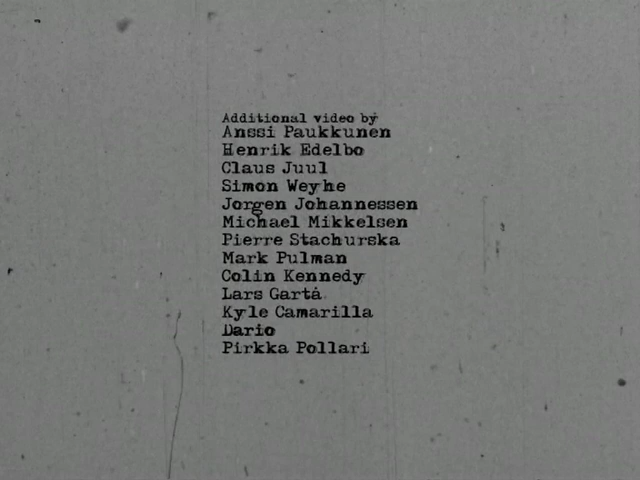 Additional video by
Anssi Paukkunen
Henrik Edelbo
Claus Juul
Simon Weyhe
Jorgen Johannessen
Michael Mikkelsen
Pierre Stachurska
Mark Pulman
Colin Kennedy
Lars Gartá
Kyle Camarilla
Dario
Pirkka Pollari